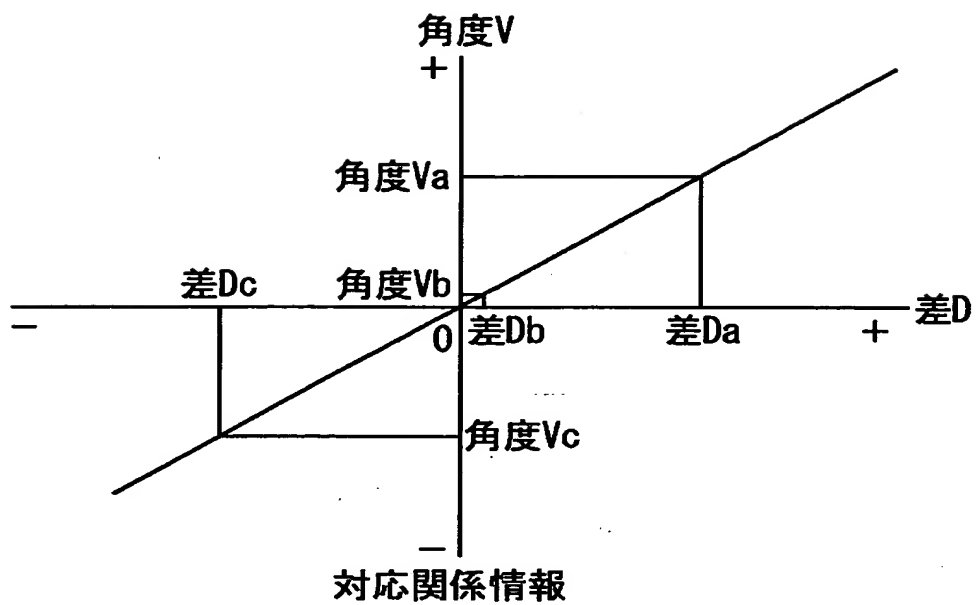 角度V
+
角度Va
差Dc 角度Vb
- 0 差Db 差Da + 差D
角度Vc
-
対応関係情報